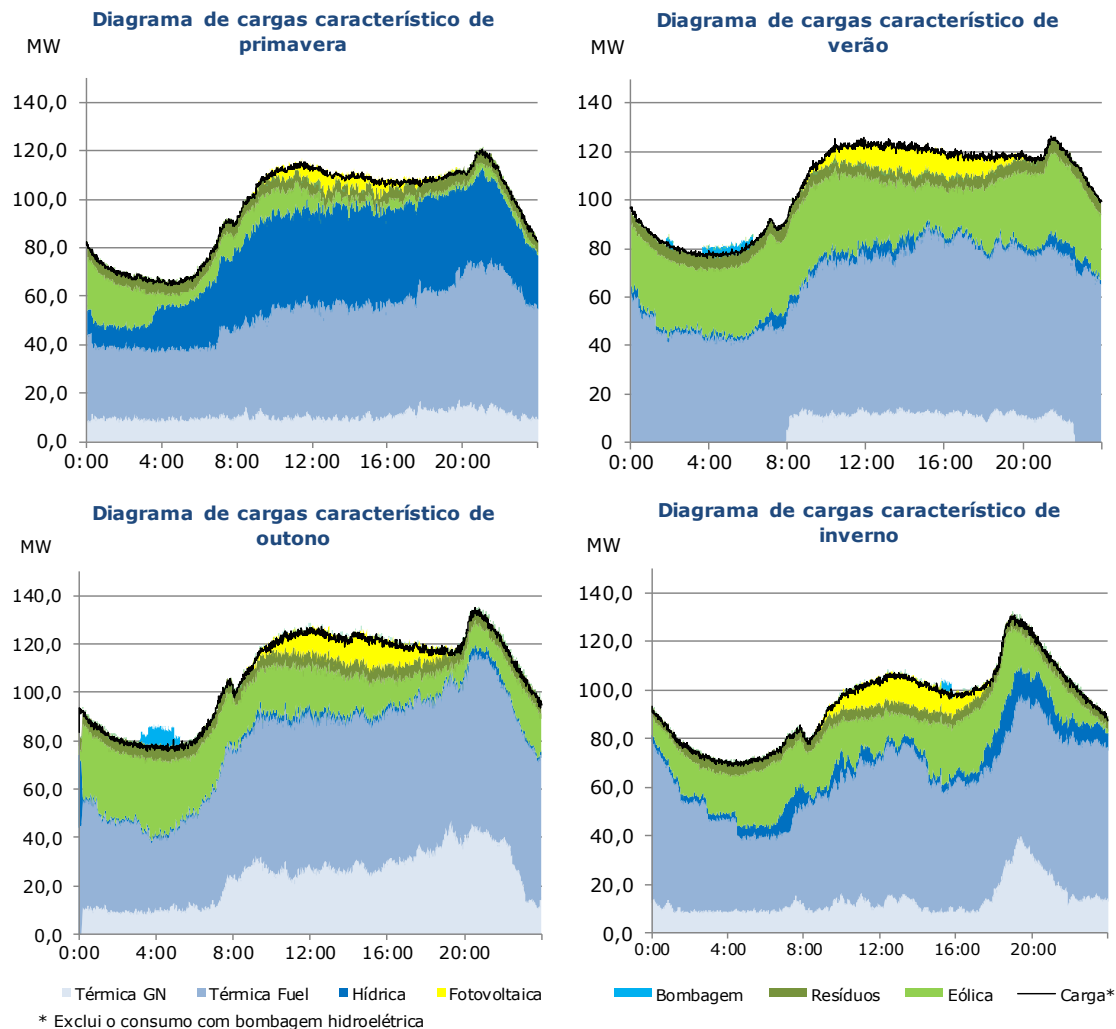 Diagrama de cargas característico de
primavera
MW
140,0
120,0
100,0
80,0
60,0
40,0
20,0
0,0
0:00 4:00 8:00 12:00 16:00 20:00
Diagrama de cargas característico de
verão
MW
140
120
100
80
60
40
20
0
0:00 4:00 8:00 12:00 16:00 20:00
Diagrama de cargas característico de
outono
MW
140,0
120,0
100,0
80,0
60,0
40,0
20,0
0,0
0:00 4:00 8:00 12:00 16:00 20:00
Diagrama de cargas característico de
inverno
MW
140,0
120,0
100,0
80,0
60,0
40,0
20,0
0,0
0:00 4:00 8:00 12:00 16:00 20:00
Térmica GN Térmica Fuel Hídrica Fotovoltaica
Bombagem Resíduos Eólica Carga*
* Exclui o consumo com bombagem hidroelétrica